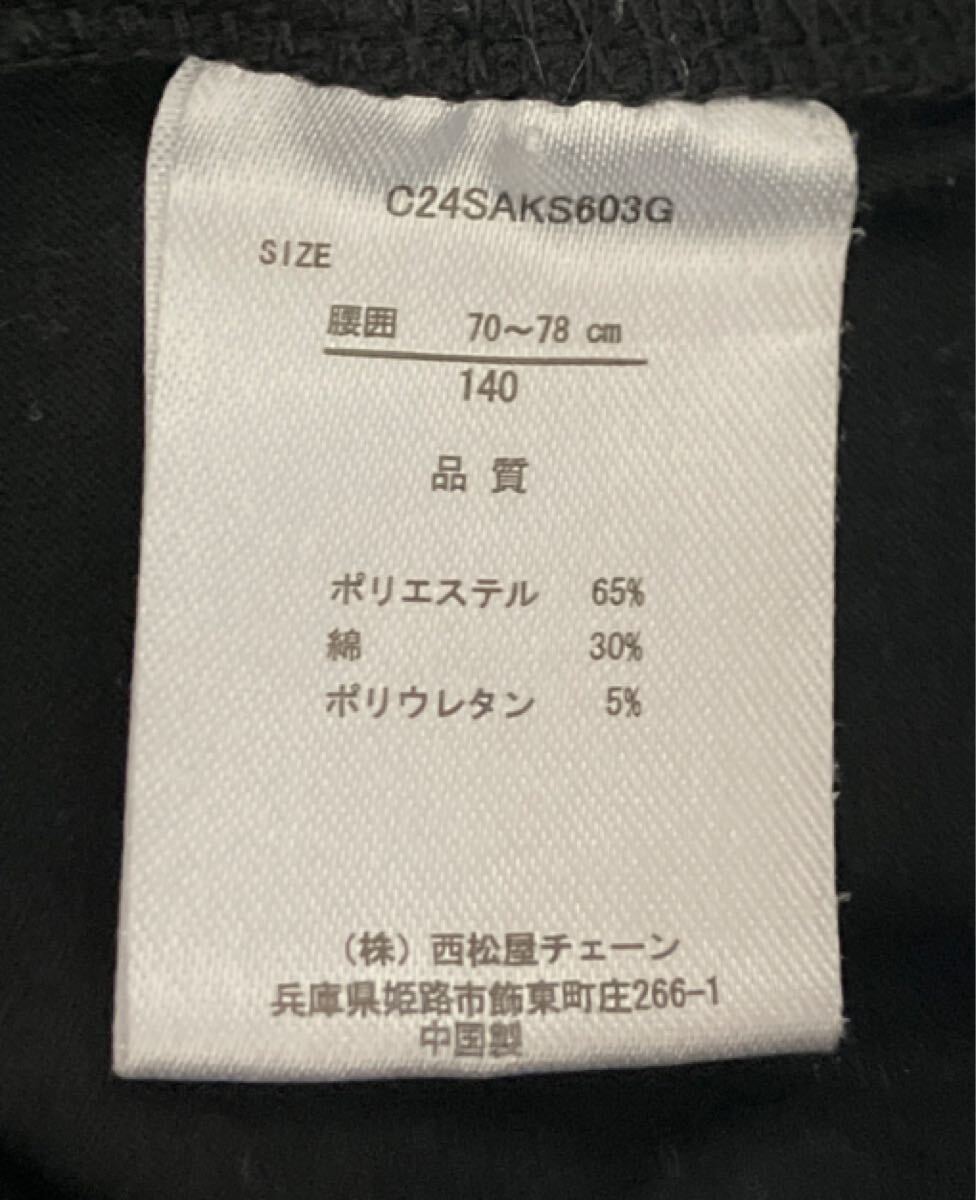 C24SAKS603G
SIZE
腰囲 70～78 cm
140
品 質
ポリエステル 65%
綿 30%
ポリウレタン 5%
（株）西松屋チェーン
兵庫県姫路市飾東町庄266-1
中国製